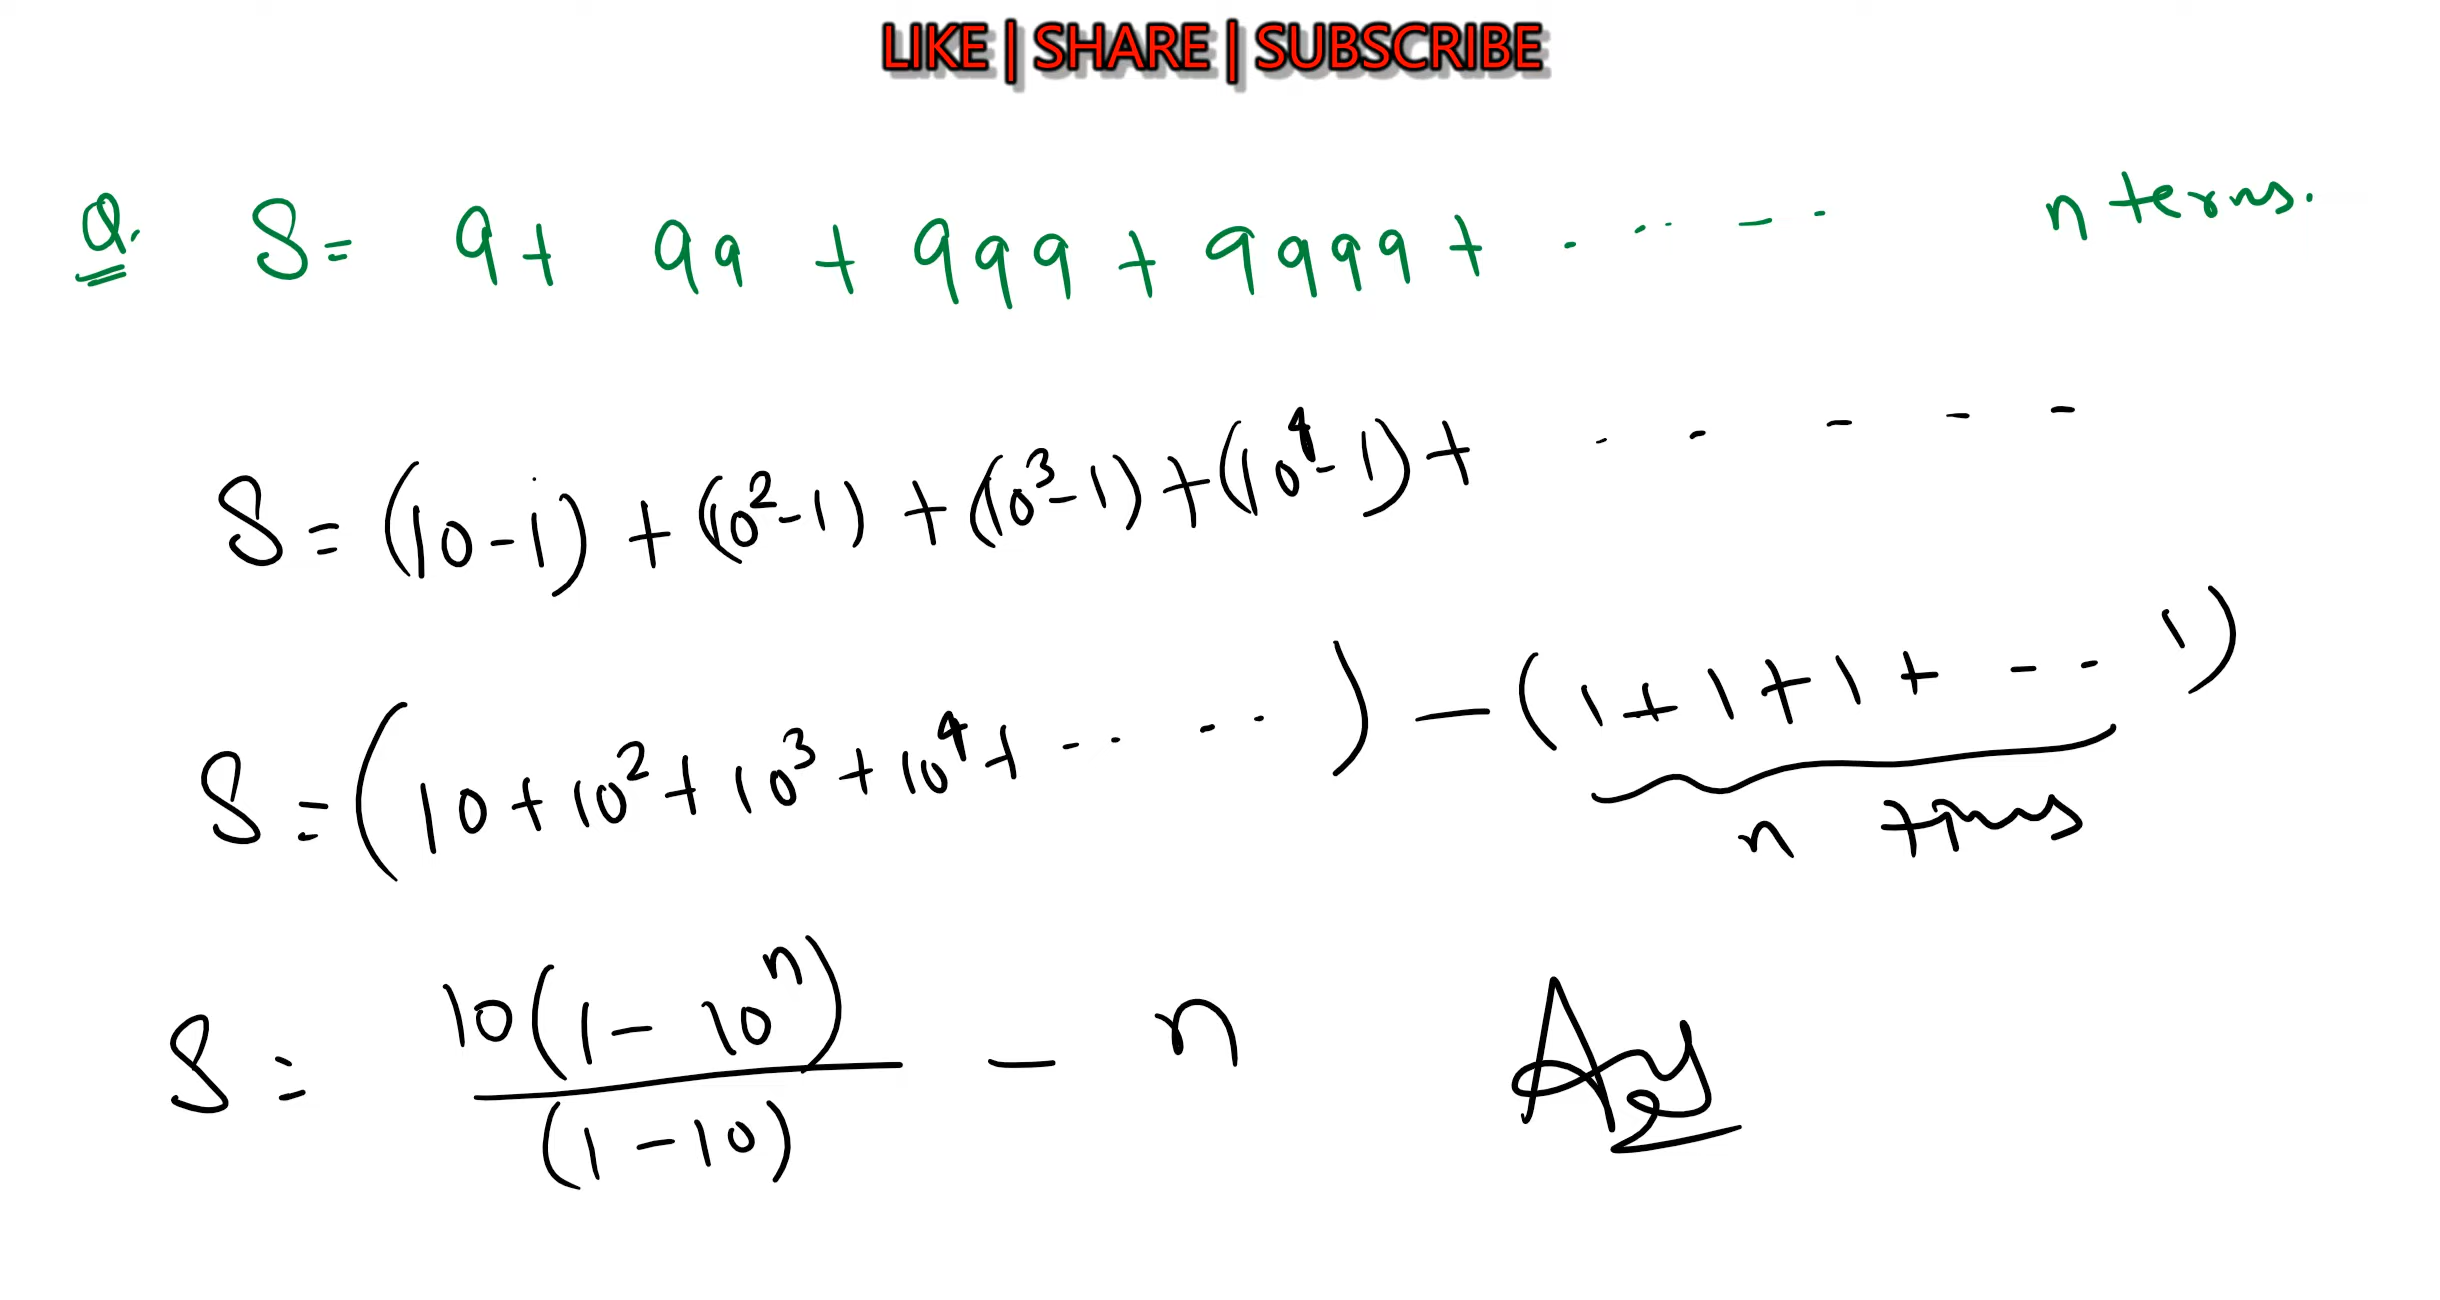 LIKE | SHARE | SUBSCRIBE
Q. S = 9 + 99 + 999 + 9999 + ..... n terms.
S = (10-1) + (10²-1) + (10³-1) + (10⁴-1) + .....
S = (10 + 10² + 10³ + 10⁴ + ....) - (1 + 1 + 1 + ... 1)
n times
S = 10(1 - 10ⁿ) / (1 - 10) - n